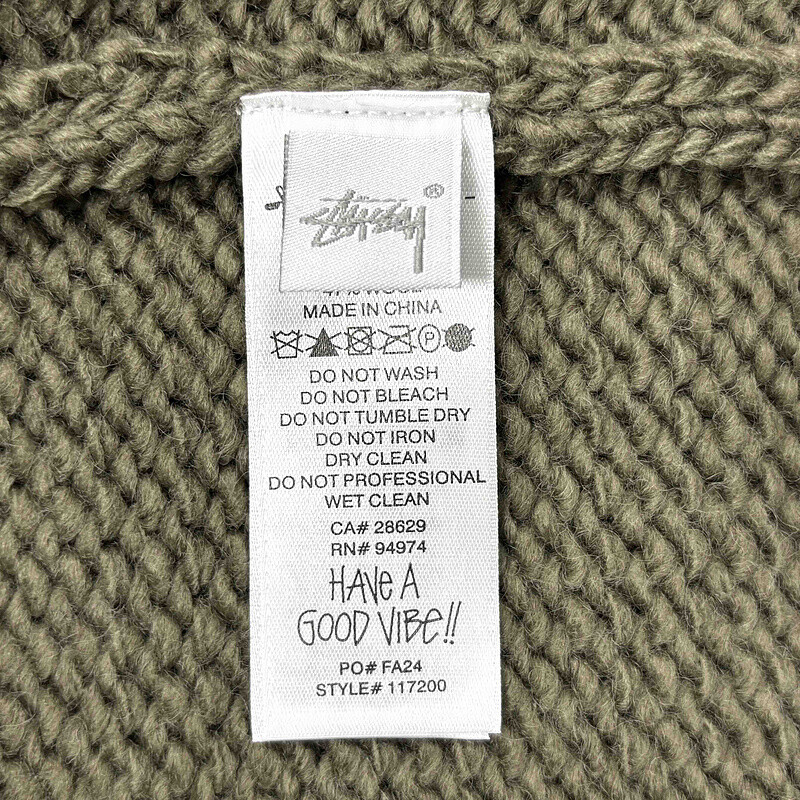 Stüssy ®
MADE IN CHINA
P
DO NOT WASH
DO NOT BLEACH
DO NOT TUMBLE DRY
DO NOT IRON
DRY CLEAN
DO NOT PROFESSIONAL
WET CLEAN
CA# 28629
RN# 94974
HAVE A
GOOD VIBE!!
PO# FA24
STYLE# 117200